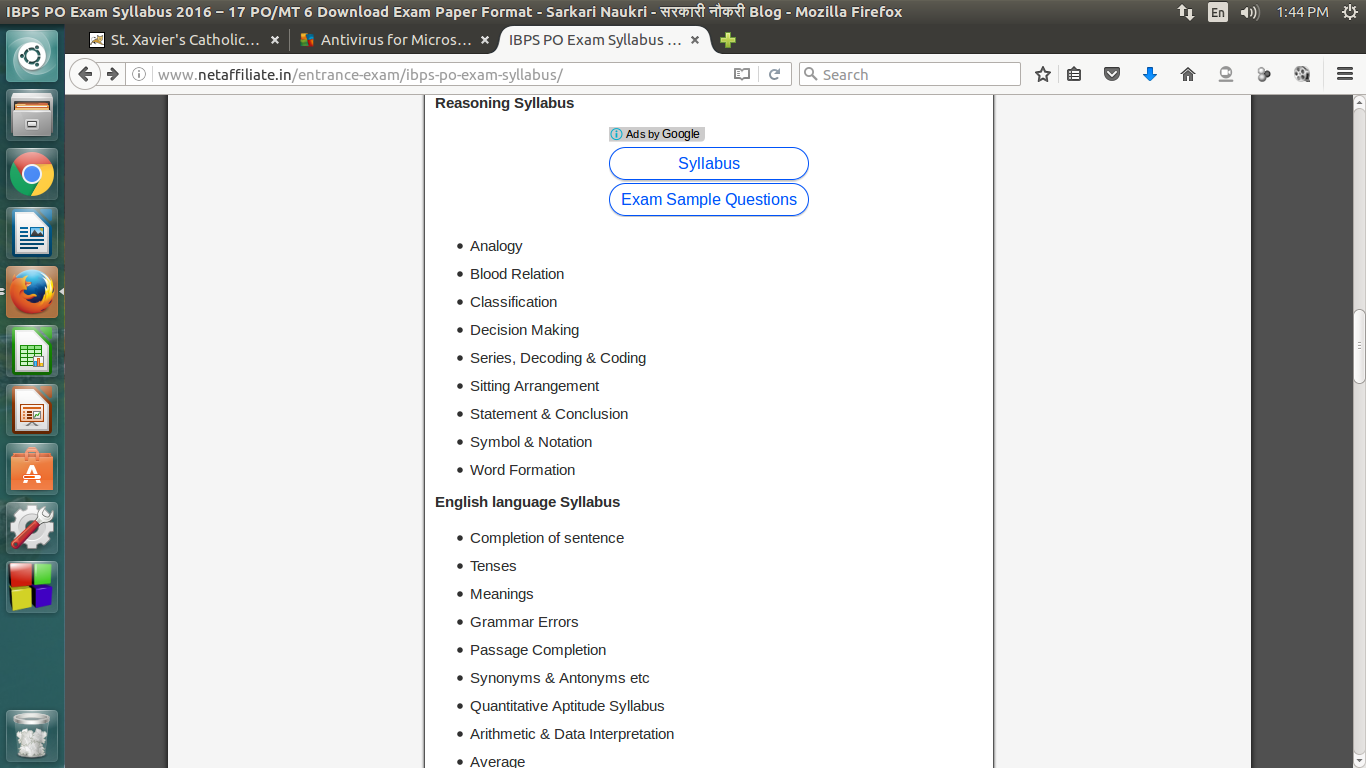 IBPS PO Exam Syllabus 2016 – 17 PO/MT 6 Download Exam Paper Format - Sarkari Naukri - सरकारी नौकरी Blog - Mozilla Firefox
En
1:44 PM
St. Xavier's Catholic...
Antivirus for Micros...
IBPS PO Exam Syllabus ...
www.netaffiliate.in/entrance-exam/ibps-po-exam-syllabus/
Search
Reasoning Syllabus
Ads by Google
Syllabus
Exam Sample Questions
Analogy
Blood Relation
Classification
Decision Making
Series, Decoding & Coding
Sitting Arrangement
Statement & Conclusion
Symbol & Notation
Word Formation
English language Syllabus
Completion of sentence
Tenses
Meanings
Grammar Errors
Passage Completion
Synonyms & Antonyms etc
Quantitative Aptitude Syllabus
Arithmetic & Data Interpretation
Average